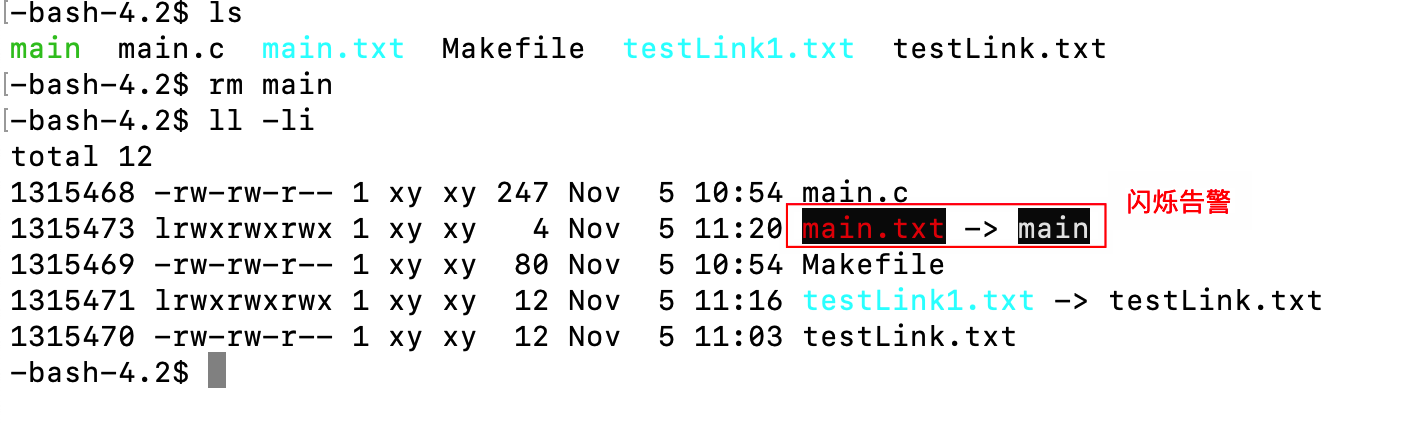 [-bash-4.2$ ls
main  main.c  main.txt  Makefile  testLink1.txt  testLink.txt
[-bash-4.2$ rm main
[-bash-4.2$ ll -li
total 12
1315468 -rw-rw-r-- 1 xy xy 247 Nov  5 10:54 main.c
闪烁告警
1315473 lrwxrwxrwx 1 xy xy   4 Nov  5 11:20 main.txt -> main
1315469 -rw-rw-r-- 1 xy xy  80 Nov  5 10:54 Makefile
1315471 lrwxrwxrwx 1 xy xy  12 Nov  5 11:16 testLink1.txt -> testLink.txt
1315470 -rw-rw-r-- 1 xy xy  12 Nov  5 11:03 testLink.txt
-bash-4.2$